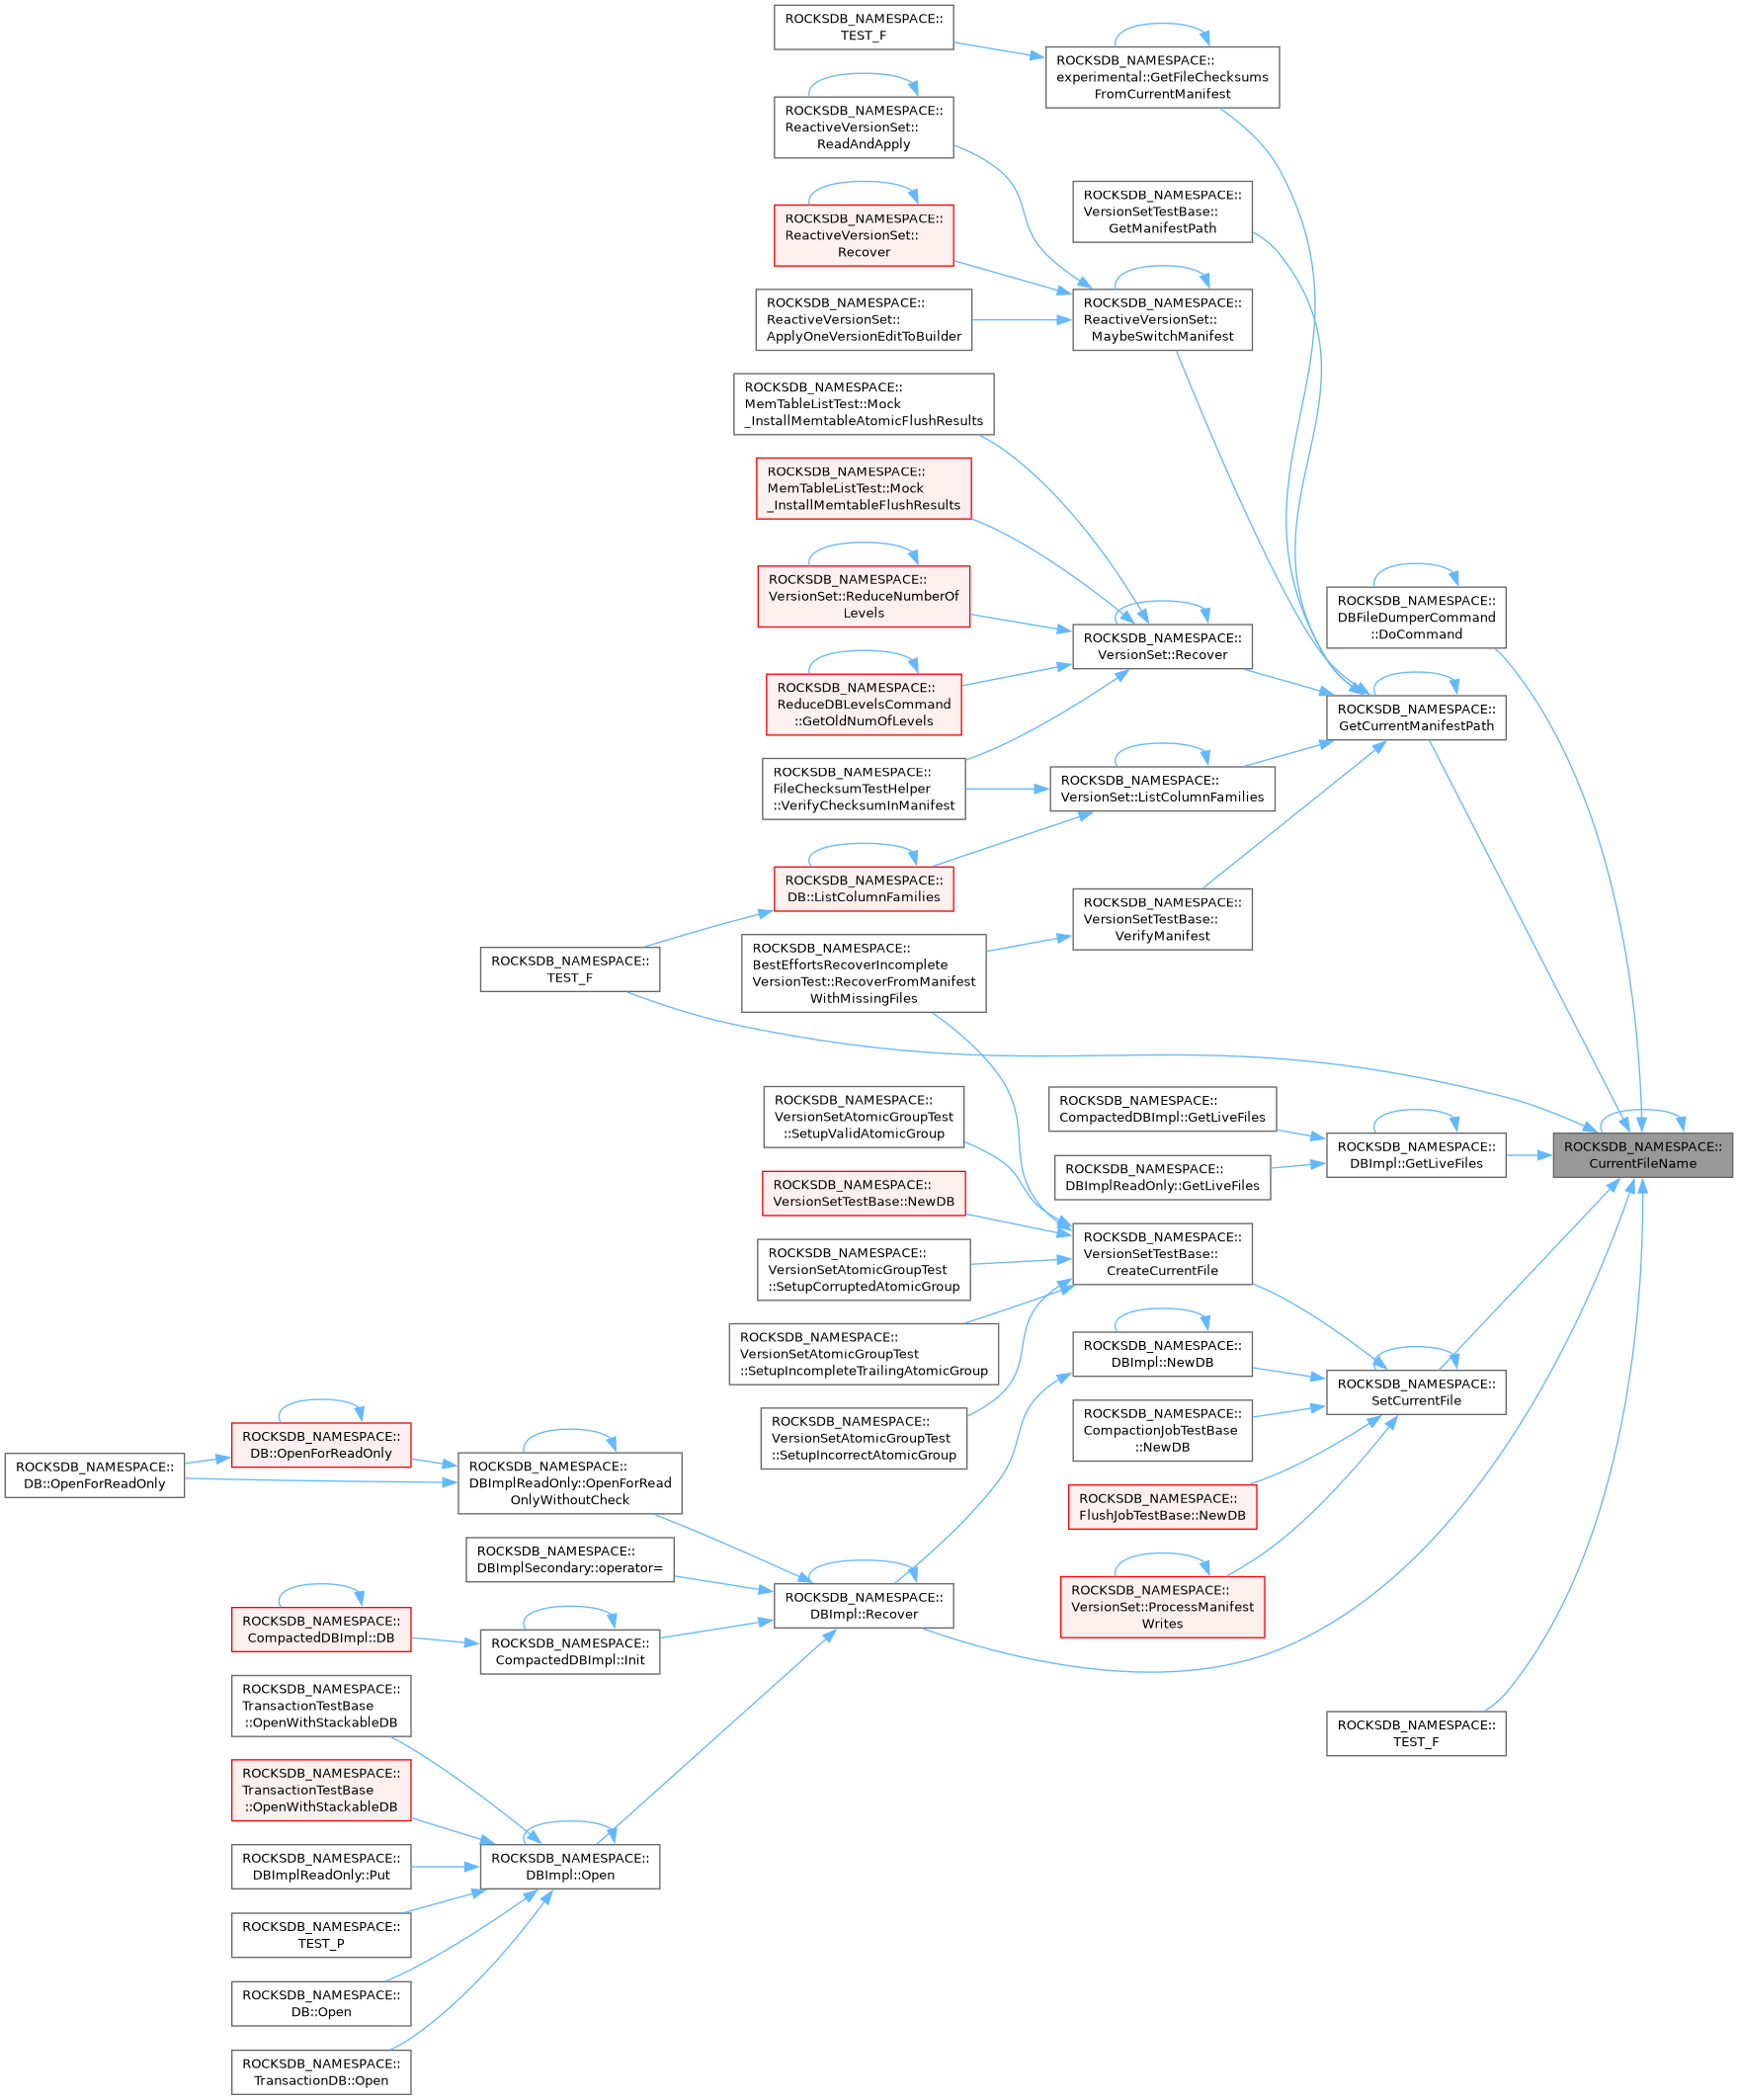 ROCKSDB_NAMESPACE::
TEST_F
ROCKSDB_NAMESPACE::
experimental::GetFileChecksums
FromCurrentManifest
ROCKSDB_NAMESPACE::
ReactiveVersionSet::
ReadAndApply
ROCKSDB_NAMESPACE::
VersionSetTestBase::
GetManifestPath
ROCKSDB_NAMESPACE::
ReactiveVersionSet::
Recover
ROCKSDB_NAMESPACE::
ReactiveVersionSet::
ApplyOneVersionEditToBuilder
ROCKSDB_NAMESPACE::
ReactiveVersionSet::
MaybeSwitchManifest
ROCKSDB_NAMESPACE::
MemTableListTest::Mock
_InstallMemtableAtomicFlushResults
ROCKSDB_NAMESPACE::
MemTableListTest::Mock
_InstallMemtableFlushResults
ROCKSDB_NAMESPACE::
VersionSet::ReduceNumberOf
Levels
ROCKSDB_NAMESPACE::
DBFileDumperCommand
::DoCommand
ROCKSDB_NAMESPACE::
VersionSet::Recover
ROCKSDB_NAMESPACE::
ReduceDBLevelsCommand
::GetOldNumOfLevels
ROCKSDB_NAMESPACE::
GetCurrentManifestPath
ROCKSDB_NAMESPACE::
FileChecksumTestHelper
::VerifyChecksumInManifest
ROCKSDB_NAMESPACE::
VersionSet::ListColumnFamilies
ROCKSDB_NAMESPACE::
DB::ListColumnFamilies
ROCKSDB_NAMESPACE::
VersionSetTestBase::
VerifyManifest
ROCKSDB_NAMESPACE::
TEST_F
ROCKSDB_NAMESPACE::
BestEffortsRecoverIncomplete
VersionTest::RecoverFromManifest
WithMissingFiles
ROCKSDB_NAMESPACE::
VersionSetAtomicGroupTest
::SetupValidAtomicGroup
ROCKSDB_NAMESPACE::
CompactedDBImpl::GetLiveFiles
ROCKSDB_NAMESPACE::
DBImpl::GetLiveFiles
ROCKSDB_NAMESPACE::
CurrentFileName
ROCKSDB_NAMESPACE::
DBImplReadOnly::GetLiveFiles
ROCKSDB_NAMESPACE::
VersionSetTestBase::NewDB
ROCKSDB_NAMESPACE::
VersionSetTestBase::
CreateCurrentFile
ROCKSDB_NAMESPACE::
VersionSetAtomicGroupTest
::SetupCorruptedAtomicGroup
ROCKSDB_NAMESPACE::
VersionSetAtomicGroupTest
::SetupIncompleteTrailingAtomicGroup
ROCKSDB_NAMESPACE::
DBImpl::NewDB
ROCKSDB_NAMESPACE::
SetCurrentFile
ROCKSDB_NAMESPACE::
VersionSetAtomicGroupTest
::SetupIncorrectAtomicGroup
ROCKSDB_NAMESPACE::
CompactionJobTestBase
::NewDB
ROCKSDB_NAMESPACE::
DB::OpenForReadOnly
ROCKSDB_NAMESPACE::
DB::OpenForReadOnly
ROCKSDB_NAMESPACE::
DBImplReadOnly::OpenForRead
OnlyWithoutCheck
ROCKSDB_NAMESPACE::
FlushJobTestBase::NewDB
ROCKSDB_NAMESPACE::
DBImplSecondary::operator=
ROCKSDB_NAMESPACE::
DBImpl::Recover
ROCKSDB_NAMESPACE::
VersionSet::ProcessManifest
Writes
ROCKSDB_NAMESPACE::
CompactedDBImpl::DB
ROCKSDB_NAMESPACE::
CompactedDBImpl::Init
ROCKSDB_NAMESPACE::
TransactionTestBase
::OpenWithStackableDB
ROCKSDB_NAMESPACE::
TEST_F
ROCKSDB_NAMESPACE::
TransactionTestBase
::OpenWithStackableDB
ROCKSDB_NAMESPACE::
DBImplReadOnly::Put
ROCKSDB_NAMESPACE::
DBImpl::Open
ROCKSDB_NAMESPACE::
TEST_P
ROCKSDB_NAMESPACE::
DB::Open
ROCKSDB_NAMESPACE::
TransactionDB::Open